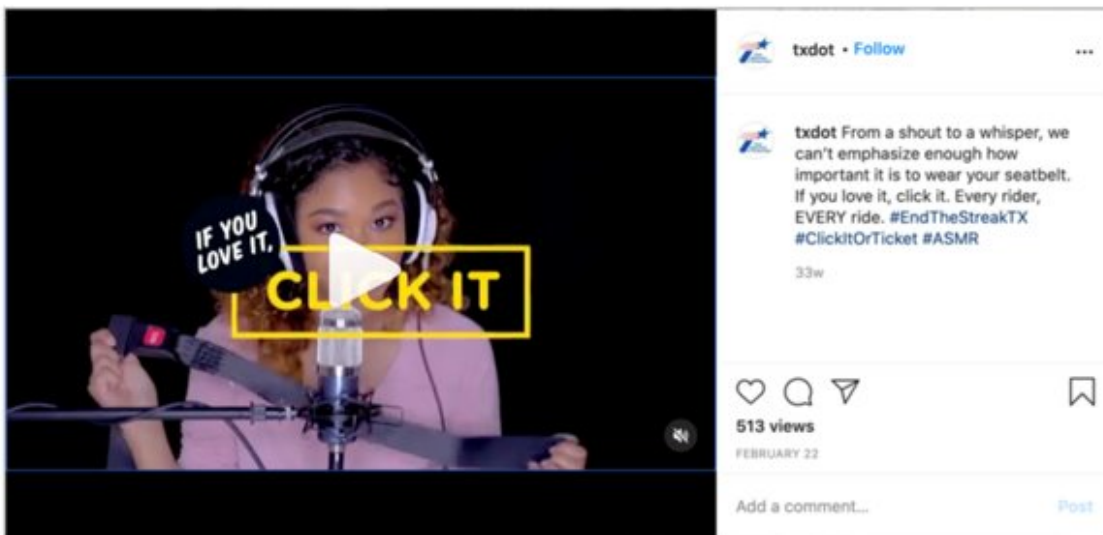 txdot • Follow
IF YOU
LOVE IT,
CLICK IT
txdot From a shout to a whisper, we
can't emphasize enough how
important it is to wear your seatbelt.
If you love it, click it. Every rider,
EVERY ride. #EndTheStreakTX
#ClickItOrTicket #ASMR
33w
513 views
FEBRUARY 22
Add a comment...
Post